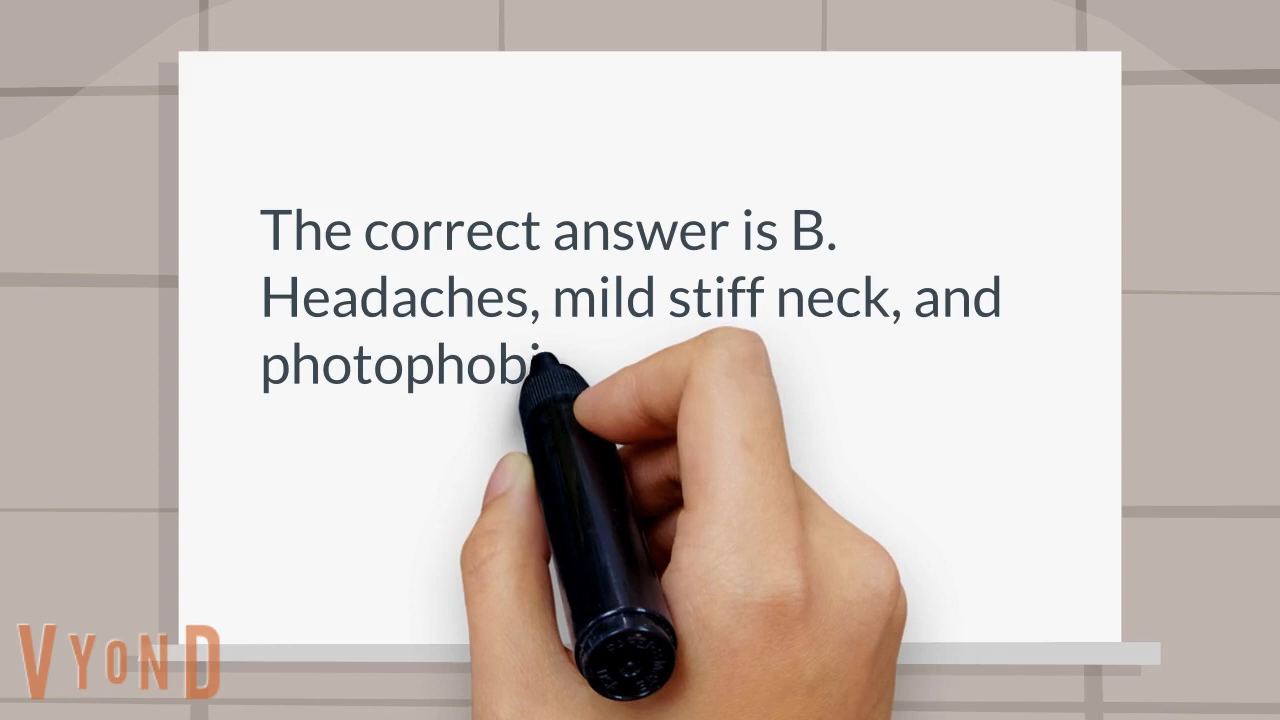 The correct answer is B.
Headaches, mild stiff neck, and
photophobi
VYOND